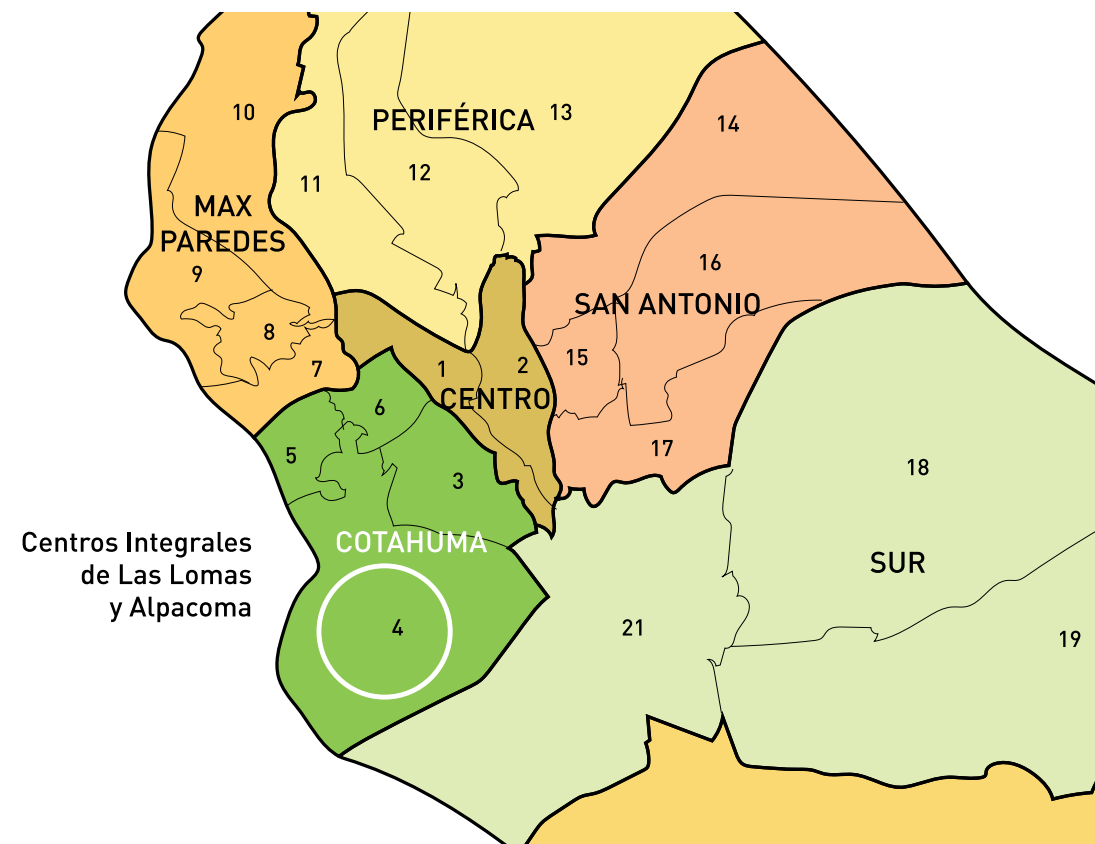 10
PERIFÉRICA
13
14
12
11
MAX
PAREDES
9
16
SAN ANTONIO
8
15
7
1
2
CENTRO
6
5
3
17
18
Centros Integrales
de Las Lomas
y Alpacoma
COTAHUMA
SUR
4
21
19